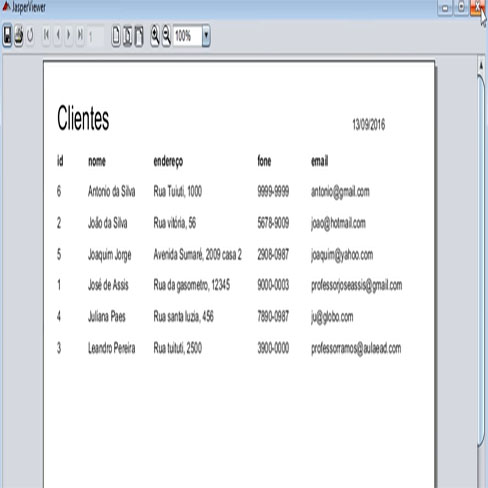 JasperViewer
1
100%
Clientes 13/09/2016
id nome endereço fone email
6 Antonio da Silva Rua Tuiuti, 1000 9999-9999 antonio@gmail.com
2 João da Silva Rua vitória, 56 5678-9009 joao@hotmail.com
5 Joaquim Jorge Avenida Sumaré, 2009 casa 2 2908-0987 joaquim@yahoo.com
1 José de Assis Rua da gasometro, 12345 9000-0003 professorjoseassis@gmail.com
4 Juliana Paes Rua santa luzia, 456 7890-0987 ju@globo.com
3 Leandro Pereira Rua tuituti, 2500 3900-0000 professorramos@aulaead.com